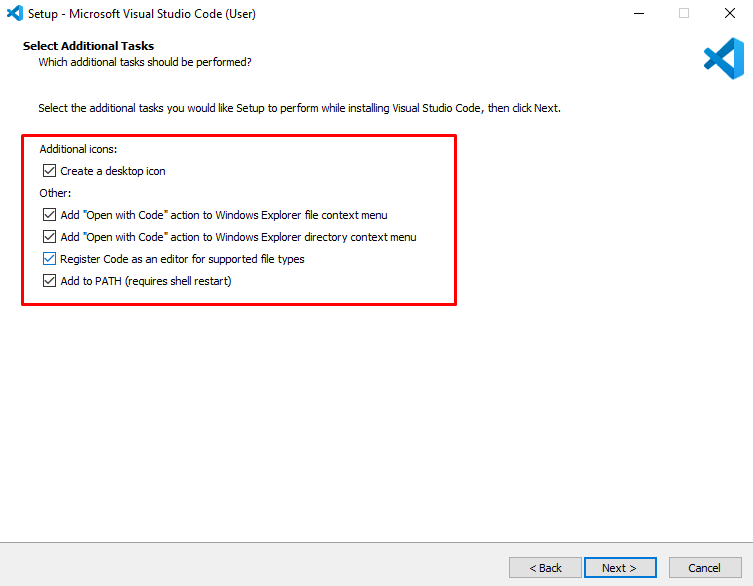 Setup - Microsoft Visual Studio Code (User)
Select Additional Tasks
Which additional tasks should be performed?
Select the additional tasks you would like Setup to perform while installing Visual Studio Code, then click Next.
Additional icons:
Create a desktop icon
Other:
Add "Open with Code" action to Windows Explorer file context menu
Add "Open with Code" action to Windows Explorer directory context menu
Register Code as an editor for supported file types
Add to PATH (requires shell restart)
< Back Next > Cancel